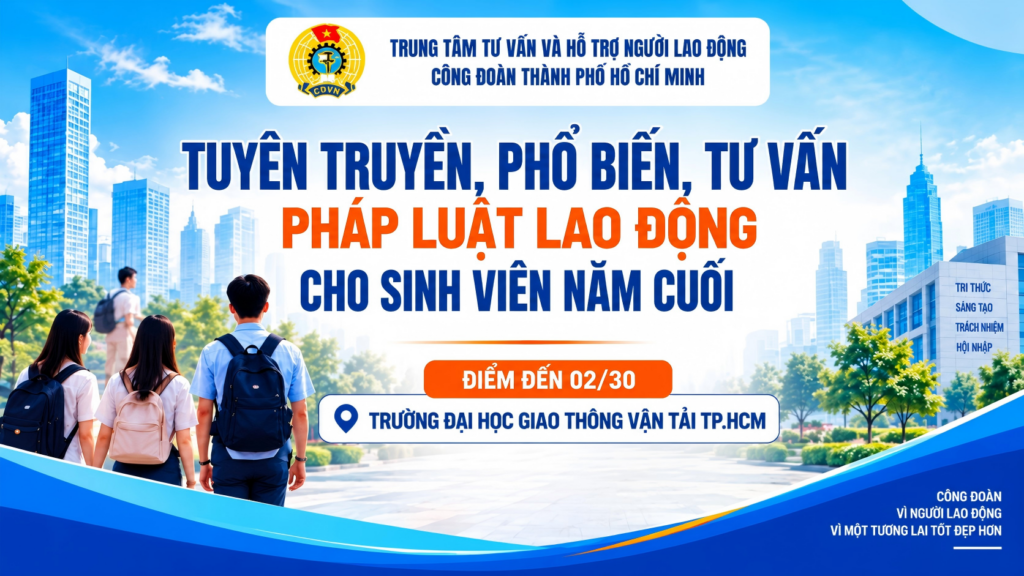 CDVN
TRUNG TÂM TƯ VẤN VÀ HỖ TRỢ NGƯỜI LAO ĐỘNG
CÔNG ĐOÀN THÀNH PHỐ HỒ CHÍ MINH
TUYÊN TRUYỀN, PHỔ BIẾN, TƯ VẤN
PHÁP LUẬT LAO ĐỘNG
CHO SINH VIÊN NĂM CUỐI
TRI THỨC
SÁNG TẠO
TRÁCH NHIỆM
HỘI NHẬP
ĐIỂM ĐẾN 02/30
TRƯỜNG ĐẠI HỌC GIAO THÔNG VẬN TẢI TP.HCM
CÔNG ĐOÀN
VÌ NGƯỜI LAO ĐỘNG
VÌ MỘT TƯƠNG LAI TỐT ĐẸP HƠN